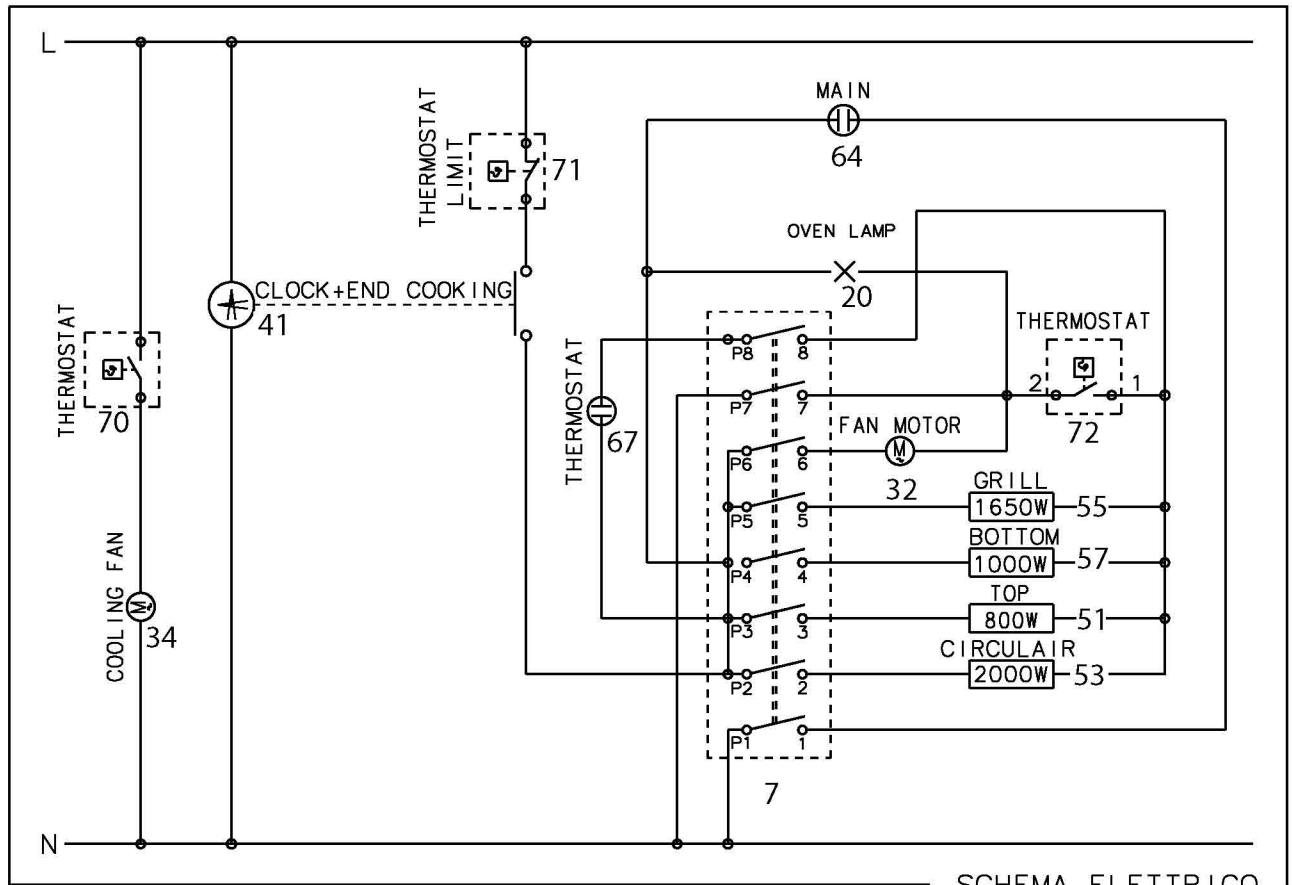 L
MAIN
64
THERMOSTAT
LIMIT
71
OVEN LAMP
20
CLOCK+END COOKING
41
THERMOSTAT
70
THERMOSTAT
67
P8 8
P7 7
P6 6
P5 5
P4 4
P3 3
P2 2
P1 1
7
THERMOSTAT
2 1
72
FAN MOTOR
M
32
GRILL
1650W 55
BOTTOM
1000W 57
TOP
800W 51
CIRCULAIR
2000W 53
COOLING FAN
M
34
N
SCHEMA ELETTRICO